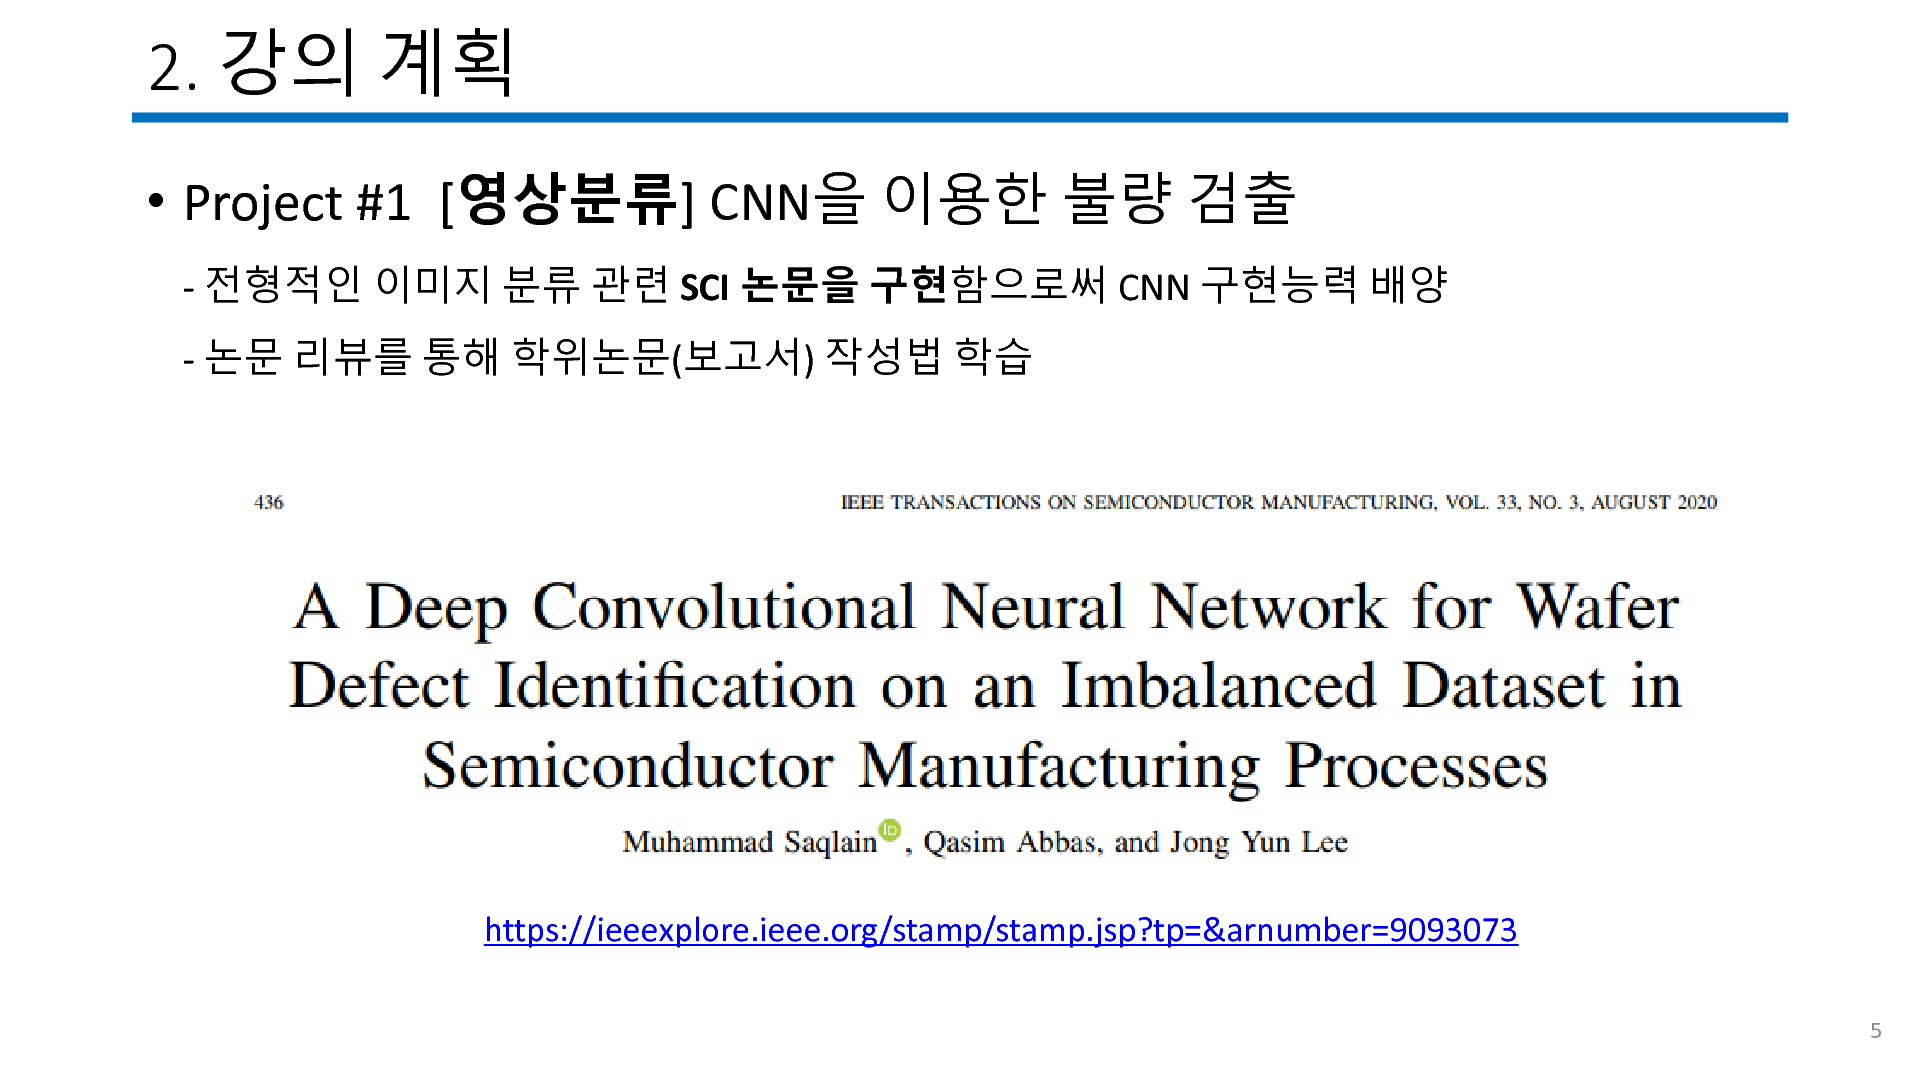 2. 강의 계획
• Project #1 [영상분류] CNN을 이용한 불량 검출
- 전형적인 이미지 분류 관련 SCI 논문을 구현함으로써 CNN 구현능력 배양
- 논문 리뷰를 통해 학위논문(보고서) 작성법 학습
436 IEEE TRANSACTIONS ON SEMICONDUCTOR MANUFACTURING, VOL. 33, NO. 3, AUGUST 2020
A Deep Convolutional Neural Network for Wafer
Defect Identification on an Imbalanced Dataset in
Semiconductor Manufacturing Processes
Muhammad Saqlain iD, Qasim Abbas, and Jong Yun Lee
https://ieeexplore.ieee.org/stamp/stamp.jsp?tp=&arnumber=9093073
5